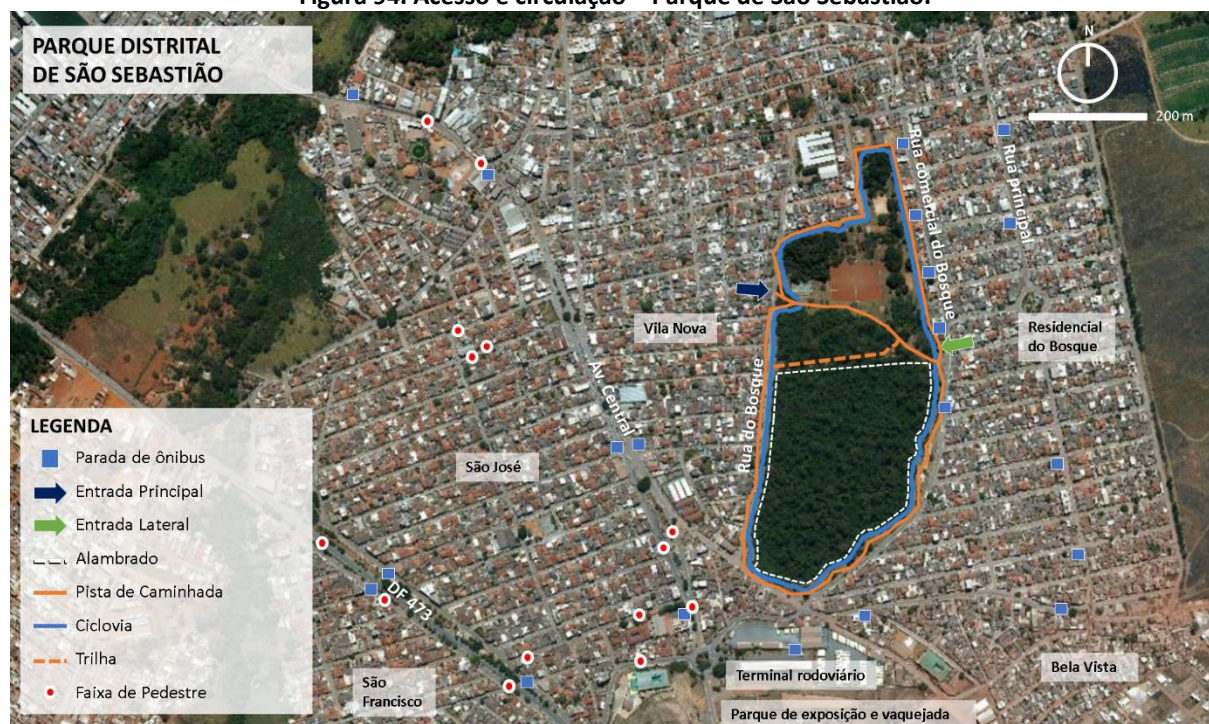 Figura 94. Acesso e circulação – Parque de São Sebastião.
PARQUE DISTRITAL
DE SÃO SEBASTIÃO
N
200 m
Rua comercial do Bosque
Rua principal
Vila Nova
Residencial
do Bosque
Av. Central
Rua do Bosque
São José
LEGENDA
Parada de ônibus
Entrada Principal
Entrada Lateral
Alambrado
Pista de Caminhada
Ciclovia
Trilha
Faixa de Pedestre
DF 473
São
Francisco
Terminal rodoviário
Bela Vista
Parque de exposição e vaquejada